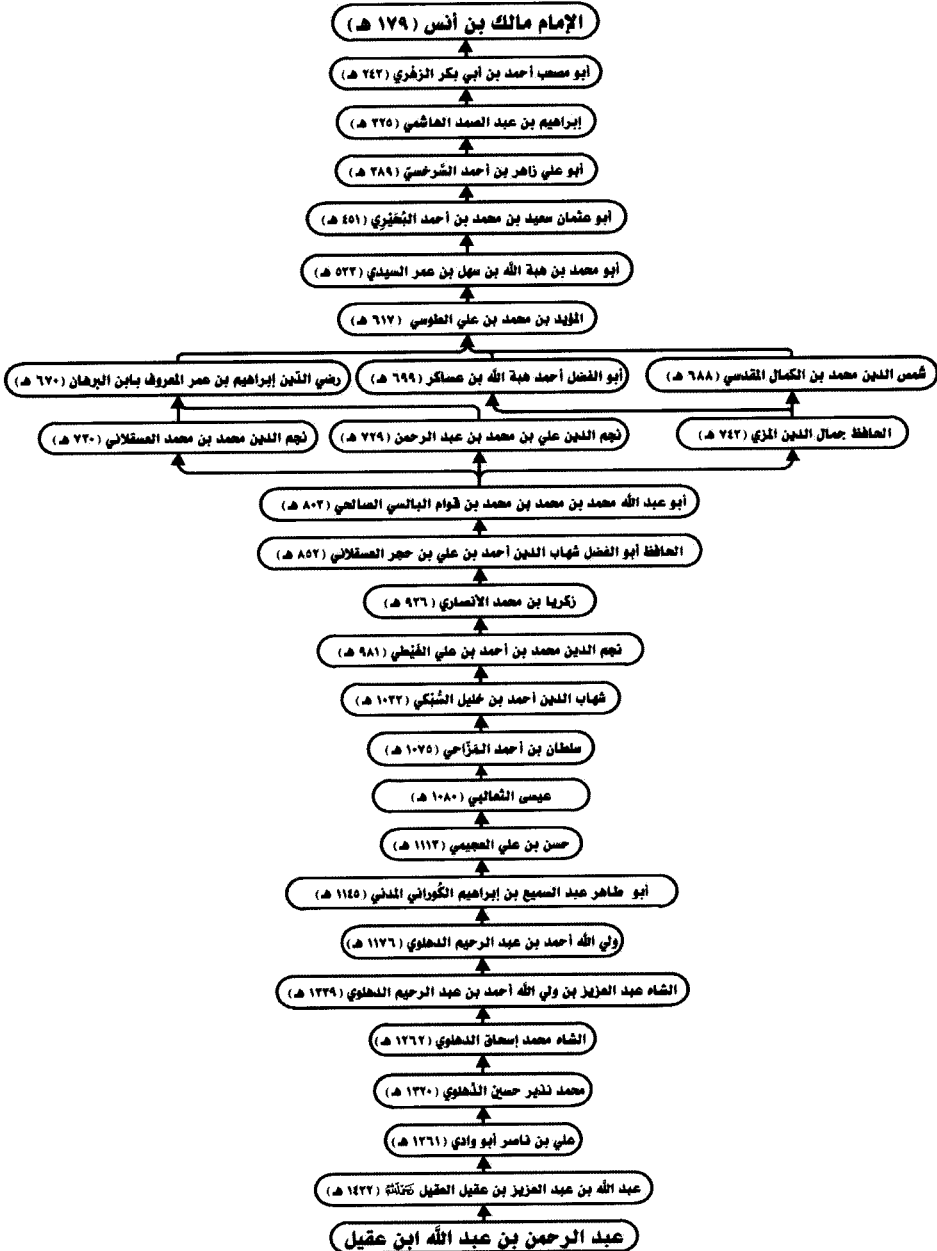 الإمام مالك بن أنس (١٧٩ هـ)
أبو مصعب أحمد بن أبي بكر الزهري (٢٤٢ هـ)
إبراهيم بن عبد الصمد الهاشمي (٣٢٥ هـ)
أبو علي زاهر بن أحمد السَّرخسيّ (٣٨٩ هـ)
أبو عثمان سعيد بن محمد بن أحمد البُحَيْرِي (٤٥١ هـ)
أبو محمد بن هبة الله بن سهل بن عمر السيدي (٥٣٣ هـ)
المؤيد بن محمد بن علي الطوسي (٦١٧ هـ)
شمس الدين محمد بن الكمال المقدسي (٦٨٨ هـ) أبو الفضل أحمد هبة الله بن عساكر (٦٩٩ هـ) رضي الدّين إبراهيم بن عمر المعروف بابن البرهان (٦٧٠ هـ)
الحافظ جمال الدين المزي (٧٤٢ هـ) نجم الدين علي بن محمد بن عبد الرحمن (٧٢٩ هـ) نجم الدين محمد بن محمد العسقلاني (٧٣٠ هـ)
أبو عبد الله محمد بن محمد بن محمد بن قوام البالسي الصالحي (٨٠٣ هـ)
الحافظ أبو الفضل شهاب الدين أحمد بن علي بن حجر العسقلاني (٨٥٢ هـ)
زكريا بن محمد الأنصاري (٩٢٦ هـ)
نجم الدين محمد بن أحمد بن علي الغَيْطي (٩٨١ هـ)
شهاب الدين أحمد بن خليل السُّبْكي (١٠٣٢ هـ)
سلطان بن أحمد المَزّاحي (١٠٧٥ هـ)
عيسى الثعالبي (١٠٨٠ هـ)
حسن بن علي العجيمي (١١١٣ هـ)
أبو طاهر عبد السميع بن إبراهيم الكُوراني المدني (١١٤٥ هـ)
ولي الله أحمد بن عبد الرحيم الدهلوي (١١٧٦ هـ)
الشاه عبد العزيز بن ولي الله أحمد بن عبد الرحيم الدهلوي (١٢٣٩ هـ)
الشاه محمد إسحاق الدهلوي (١٢٦٢ هـ)
محمد نذير حسين الدّهلوي (١٣٢٠ هـ)
علي بن ناصر أبو وادي (١٣٦١ هـ)
عبد الله بن عبد العزيز بن عقيل العقيل رَحِمَهُ اللهُ (١٤٣٢ هـ)
عبد الرحمن بن عبد اللَّه ابن عقيل